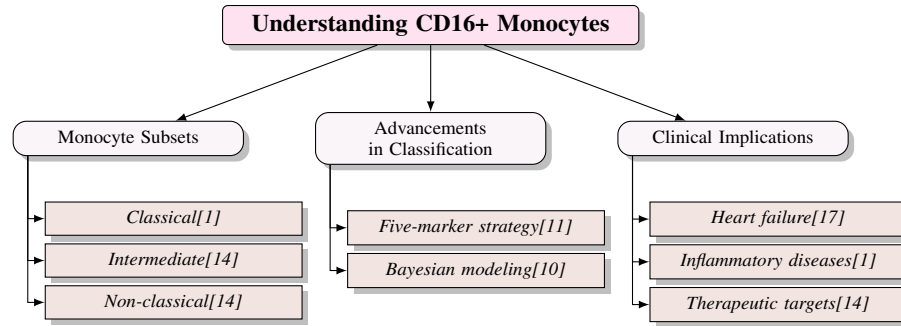 Understanding CD16+ Monocytes
Monocyte Subsets
Classical[1]
Intermediate[14]
Non-classical[14]
Advancements
in Classification
Five-marker strategy[11]
Bayesian modeling[10]
Clinical Implications
Heart failure[17]
Inflammatory diseases[1]
Therapeutic targets[14]